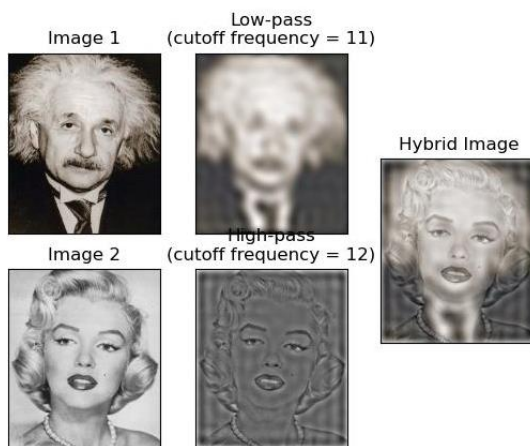 Image 1
Low-pass
(cutoff frequency = 11)
Hybrid Image
Image 2
High-pass
(cutoff frequency = 12)